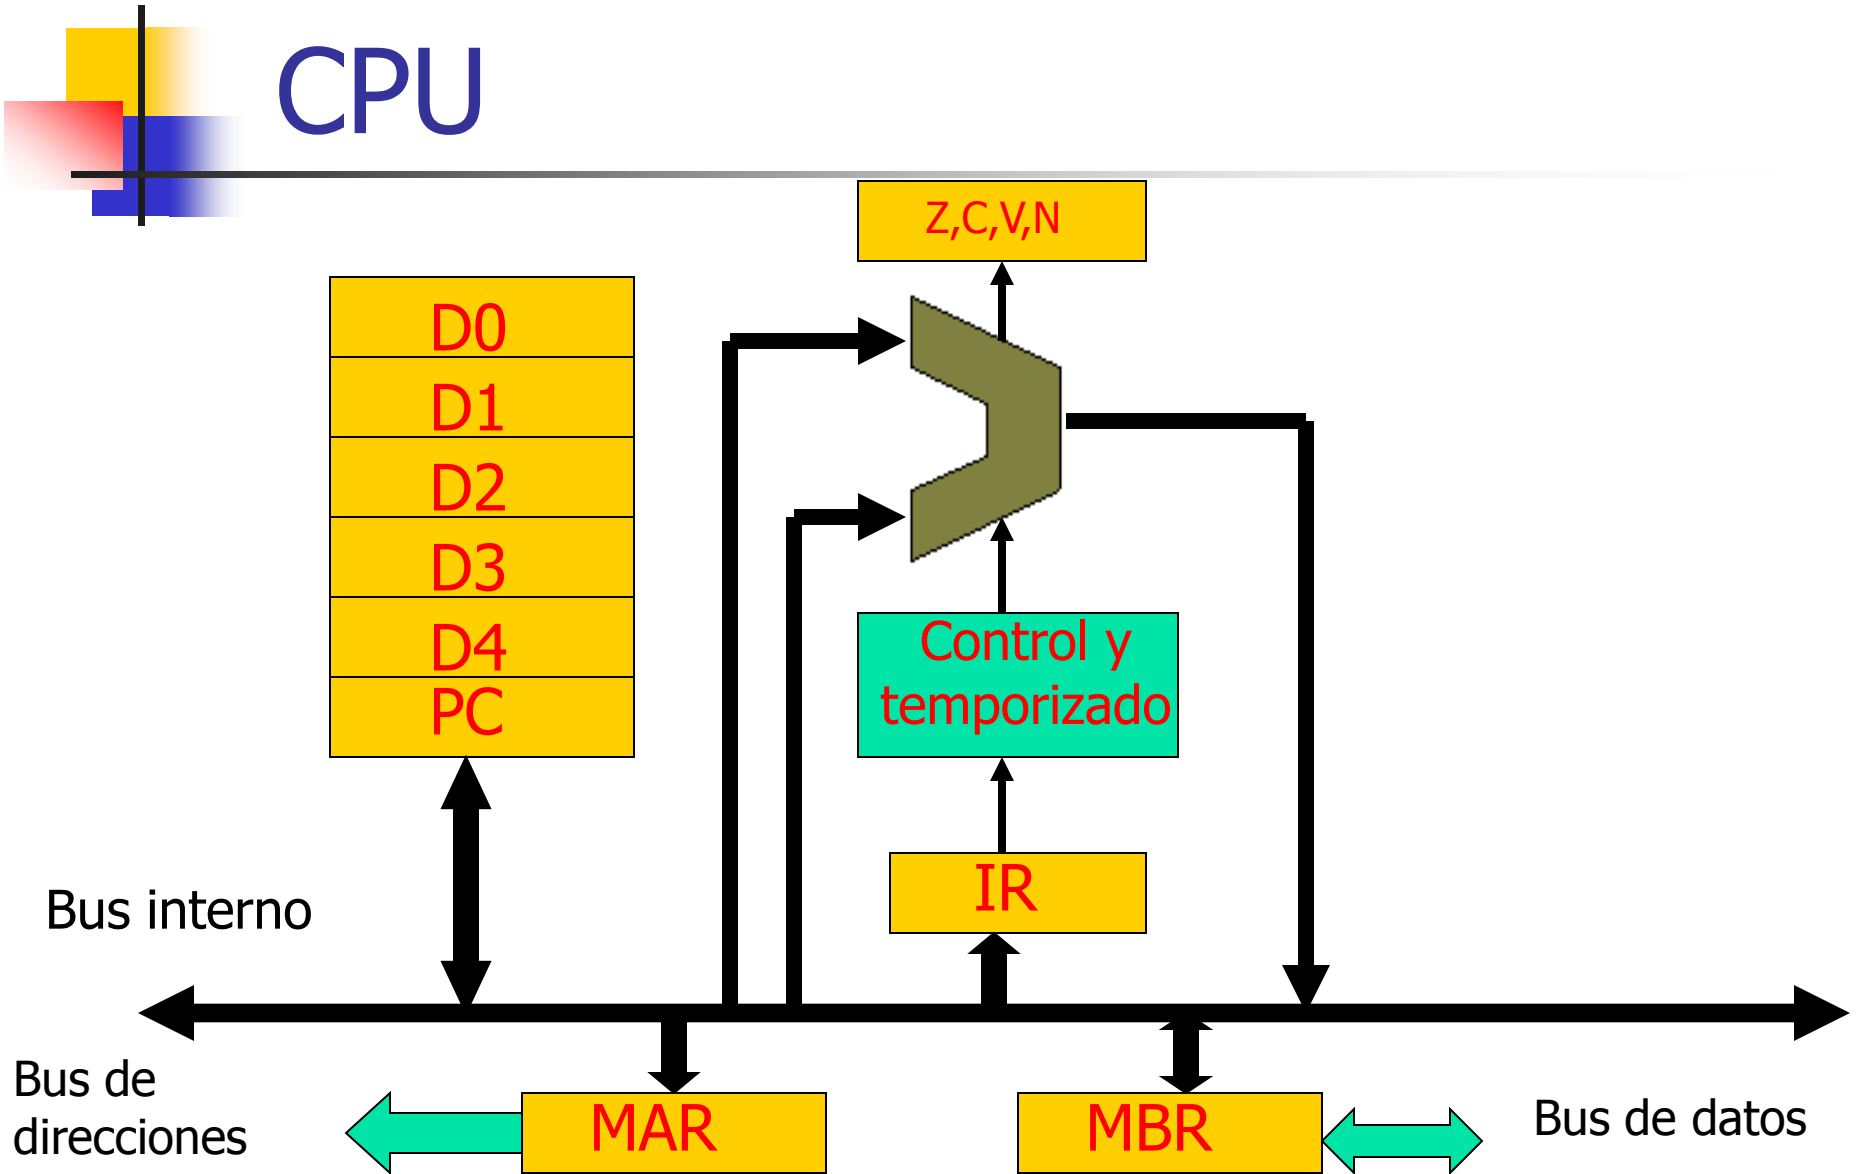 CPU
Z,C,V,N
D0
D1
D2
D3
D4
PC
Control y
temporizado
IR
Bus interno
Bus de
direcciones
MAR
MBR
Bus de datos